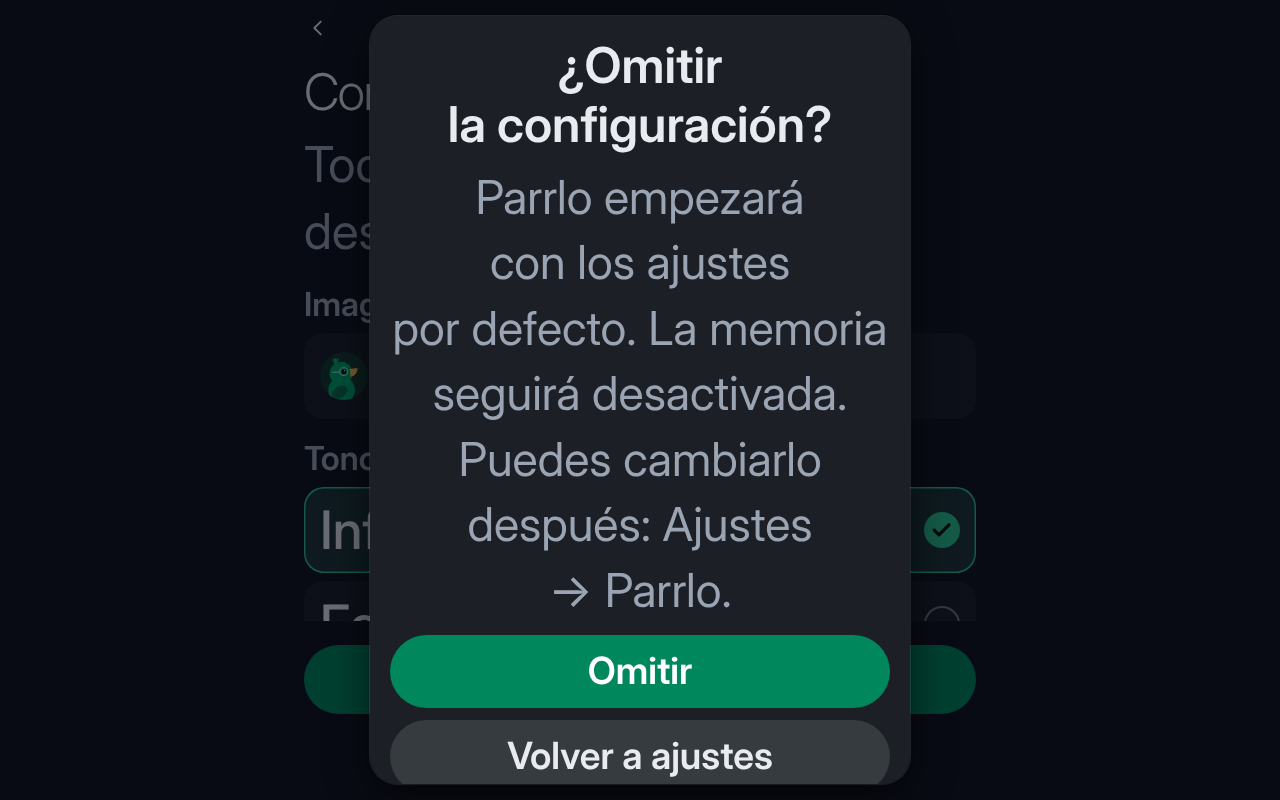 ¿Omitir
la configuración?
Parrlo empezará
con los ajustes
por defecto. La memoria
seguirá desactivada.
Puedes cambiarlo
después: Ajustes
→ Parrlo.
Omitir
Volver a ajustes